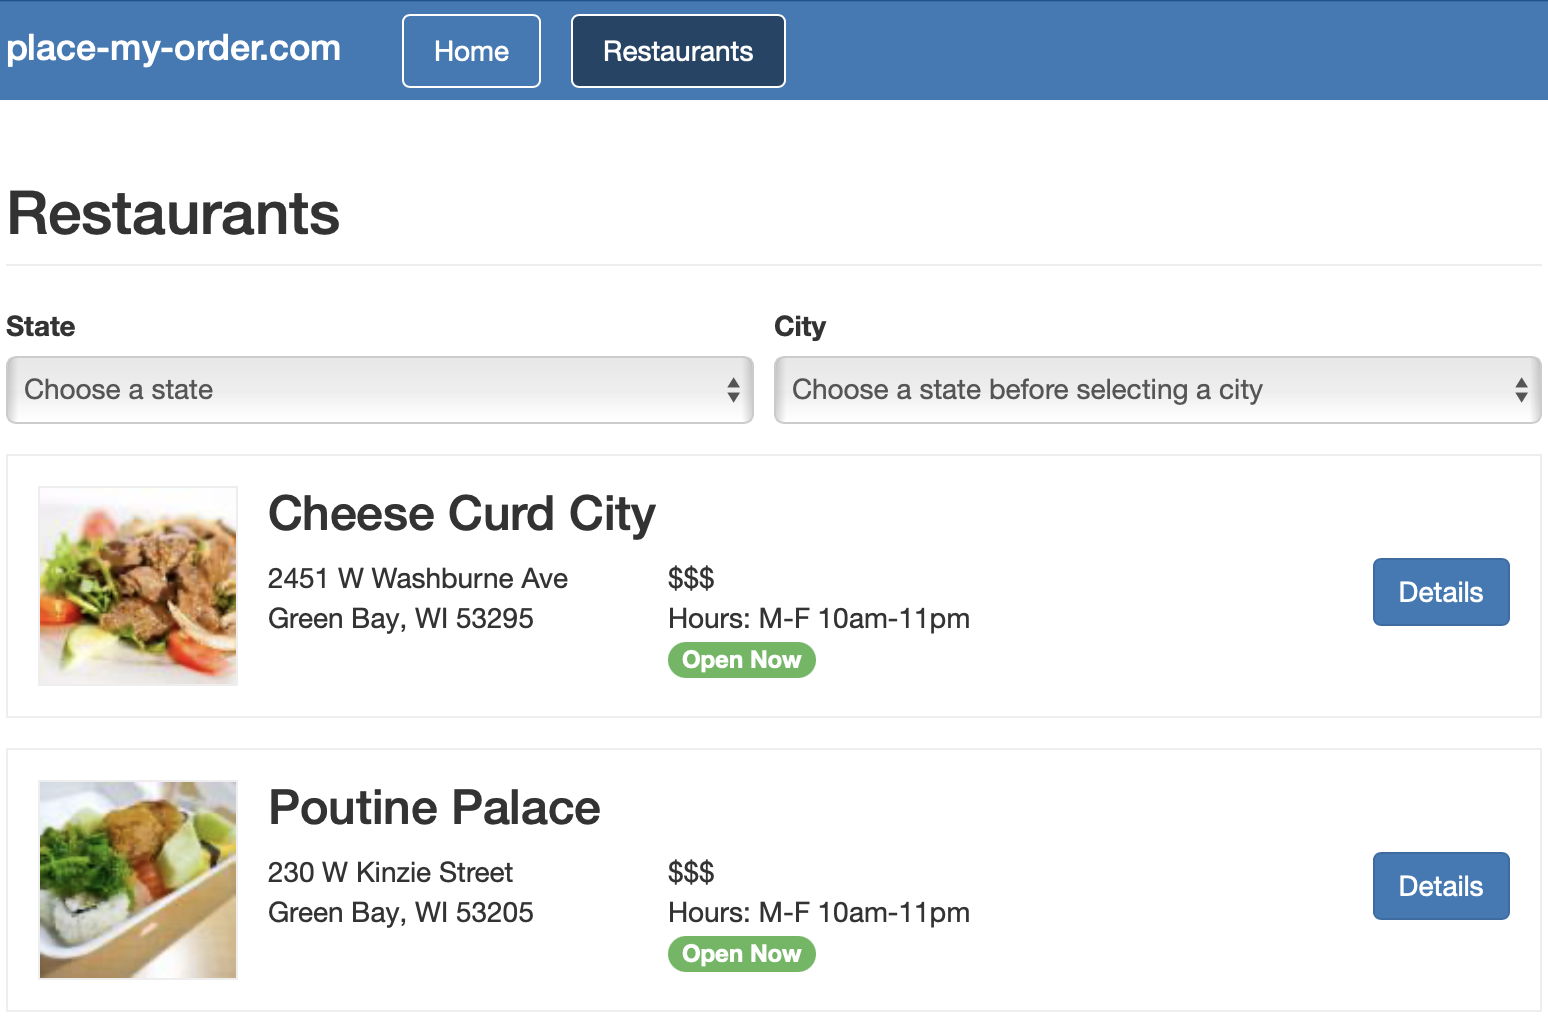 place-my-order.com
Home
Restaurants
Restaurants
State
City
Choose a state
Choose a state before selecting a city
Cheese Curd City
2451 W Washburne Ave
Green Bay, WI 53295
$$$
Hours: M-F 10am-11pm
Open Now
Details
Poutine Palace
230 W Kinzie Street
Green Bay, WI 53205
$$$
Hours: M-F 10am-11pm
Open Now
Details